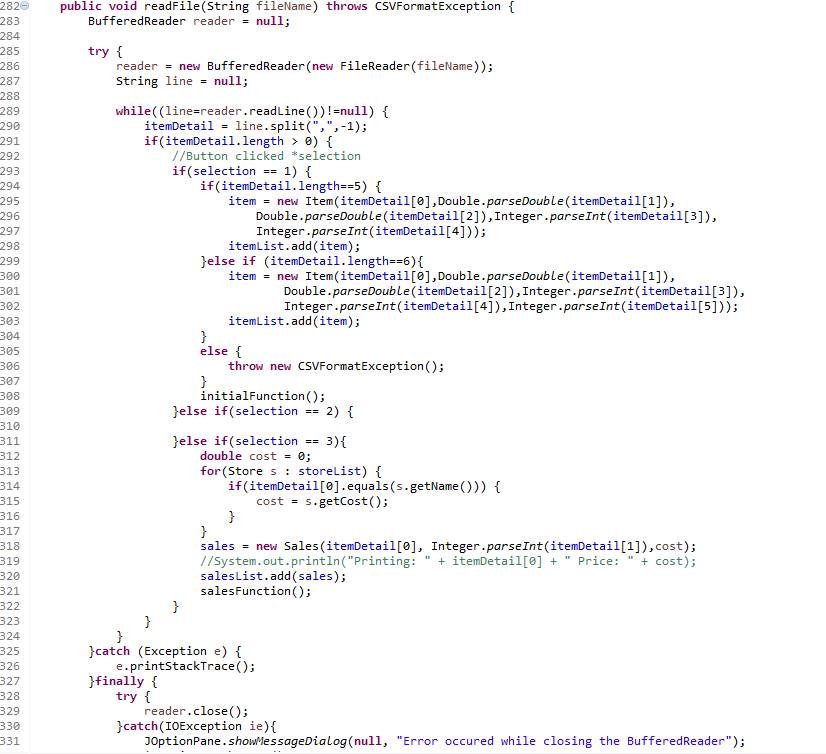 282 public void readFile(String fileName) throws CSVFormatException {
283 BufferedReader reader = null;
284
285 try {
286 reader = new BufferedReader(new FileReader(fileName));
287 String line = null;
288
289 while((line=reader.readLine())!=null) {
290 itemDetail = line.split(",",-1);
291 if(itemDetail.length > 0) {
292 //Button clicked *selection
293 if(selection == 1) {
294 if(itemDetail.length==5) {
295 item = new Item(itemDetail[0],Double.parseDouble(itemDetail[1]),
296 Double.parseDouble(itemDetail[2]),Integer.parseInt(itemDetail[3]),
297 Integer.parseInt(itemDetail[4]));
298 itemList.add(item);
299 }else if (itemDetail.length==6){
300 item = new Item(itemDetail[0],Double.parseDouble(itemDetail[1]),
301 Double.parseDouble(itemDetail[2]),Integer.parseInt(itemDetail[3]),
302 Integer.parseInt(itemDetail[4]),Integer.parseInt(itemDetail[5]));
303 itemList.add(item);
304 }
305 else {
306 throw new CSVFormatException();
307 }
308 initialFunction();
309 }else if(selection == 2) {
310
311 }else if(selection == 3){
312 double cost = 0;
313 for(Store s : storeList) {
314 if(itemDetail[0].equals(s.getName())) {
315 cost = s.getCost();
316 }
317 }
318 sales = new Sales(itemDetail[0], Integer.parseInt(itemDetail[1]),cost);
319 //System.out.println("Printing: " + itemDetail[0] + " Price: " + cost);
320 salesList.add(sales);
321 salesFunction();
322 }
323 }
324 }
325 }catch (Exception e) {
326 e.printStackTrace();
327 }finally {
328 try {
329 reader.close();
330 }catch(IOException ie){
331 JOptionPane.showMessageDialog(null, "Error occured while closing the BufferedReader");